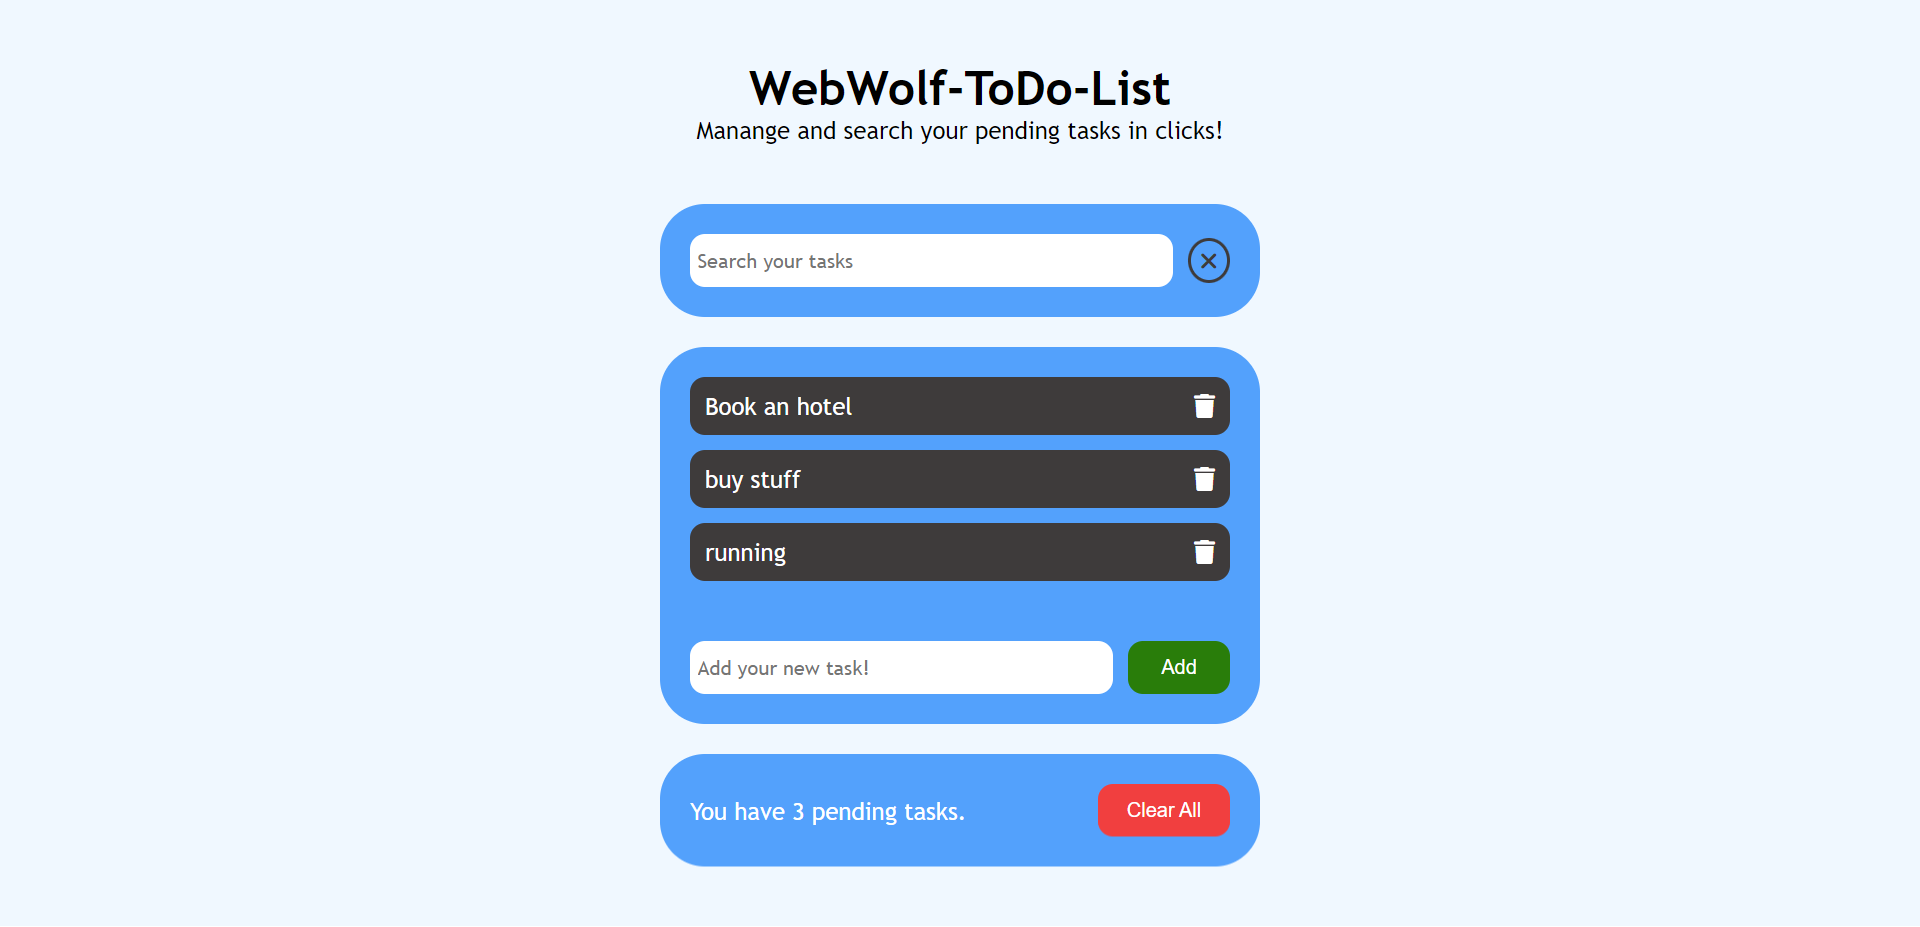 WebWolf-ToDo-List
Manange and search your pending tasks in clicks!
Search your tasks
Book an hotel
buy stuff
running
Add your new task!
Add
You have 3 pending tasks.
Clear All